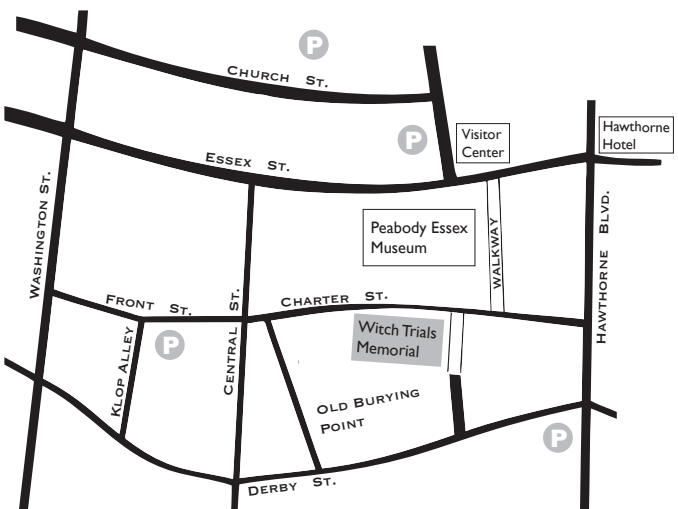 P
CHURCH ST.
P
Visitor
Center
Hawthorne
Hotel
ESSEX ST.
WASHINGTON ST.
Peabody Essex
Museum
WALKWAY
HAWTHORNE BLVD.
FRONT ST.
CENTRAL ST.
CHARTER ST.
KLOP ALLEY
P
Witch Trials
Memorial
OLD BURYING
POINT
P
DERBY ST.